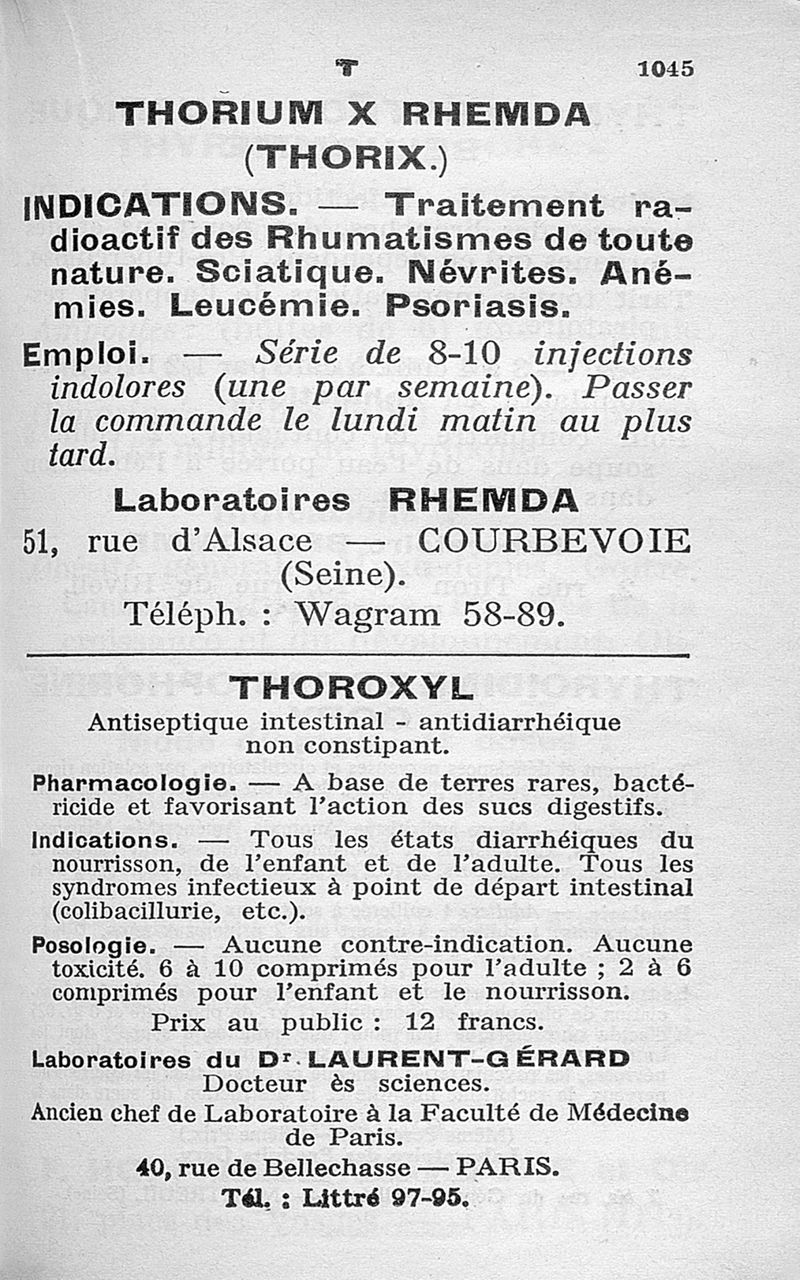 T 1045
THORIUM X RHEMDA
(THORIX.)
INDICATIONS. — Traitement ra-
dioactif des Rhumatismes de toute
nature. Sciatique. Névrites. Ané-
mies. Leucémie. Psoriasis.
Emploi. — Série de 8-10 injections
indolores (une par semaine). Passer
la commande le lundi matin au plus
tard.
Laboratoires RHEMDA
51, rue d'Alsace — COURBEVOIE
(Seine).
Téléph. : Wagram 58-89.
THOROXYL
Antiseptique intestinal - antidiarrhéique
non constipant.
Pharmacologie. — A base de terres rares, bacté-
ricide et favorisant l'action des sucs digestifs.
Indications. — Tous les états diarrhéiques du
nourrisson, de l'enfant et de l'adulte. Tous les
syndromes infectieux à point de départ intestinal
(colibacillurie, etc.).
Posologie. — Aucune contre-indication. Aucune
toxicité. 6 à 10 comprimés pour l'adulte ; 2 à 6
comprimés pour l'enfant et le nourrisson.
Prix au public : 12 francs.
Laboratoires du Dr. LAURENT-GÉRARD
Docteur ès sciences.
Ancien chef de Laboratoire à la Faculté de Médecine
de Paris.
40, rue de Bellechasse — PARIS.
Tél. : Littré 97-95.